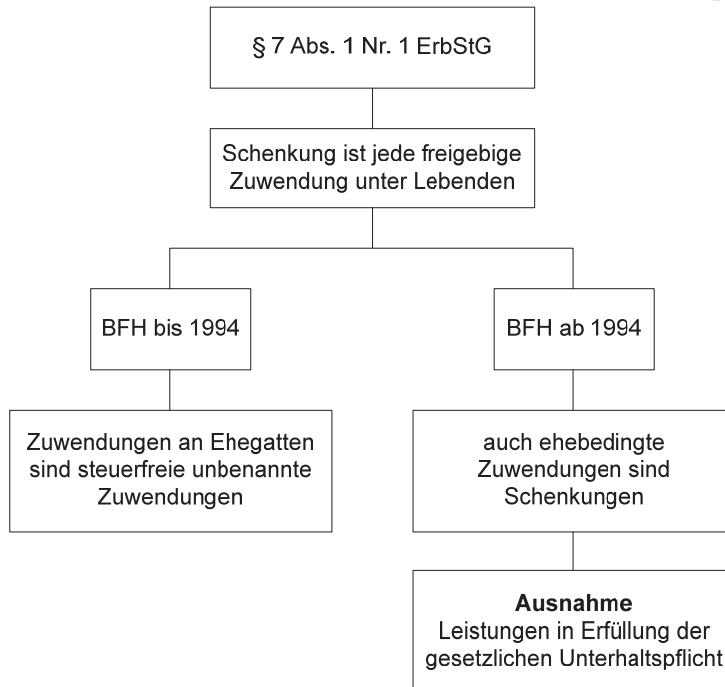 § 7 Abs. 1 Nr. 1 ErbStG
Schenkung ist jede freigebige
Zuwendung unter Lebenden
BFH bis 1994
BFH ab 1994
Zuwendungen an Ehegatten
sind steuerfreie unbenannte
Zuwendungen
auch ehebedingte
Zuwendungen sind
Schenkungen
Ausnahme
Leistungen in Erfüllung der
gesetzlichen Unterhaltspflicht